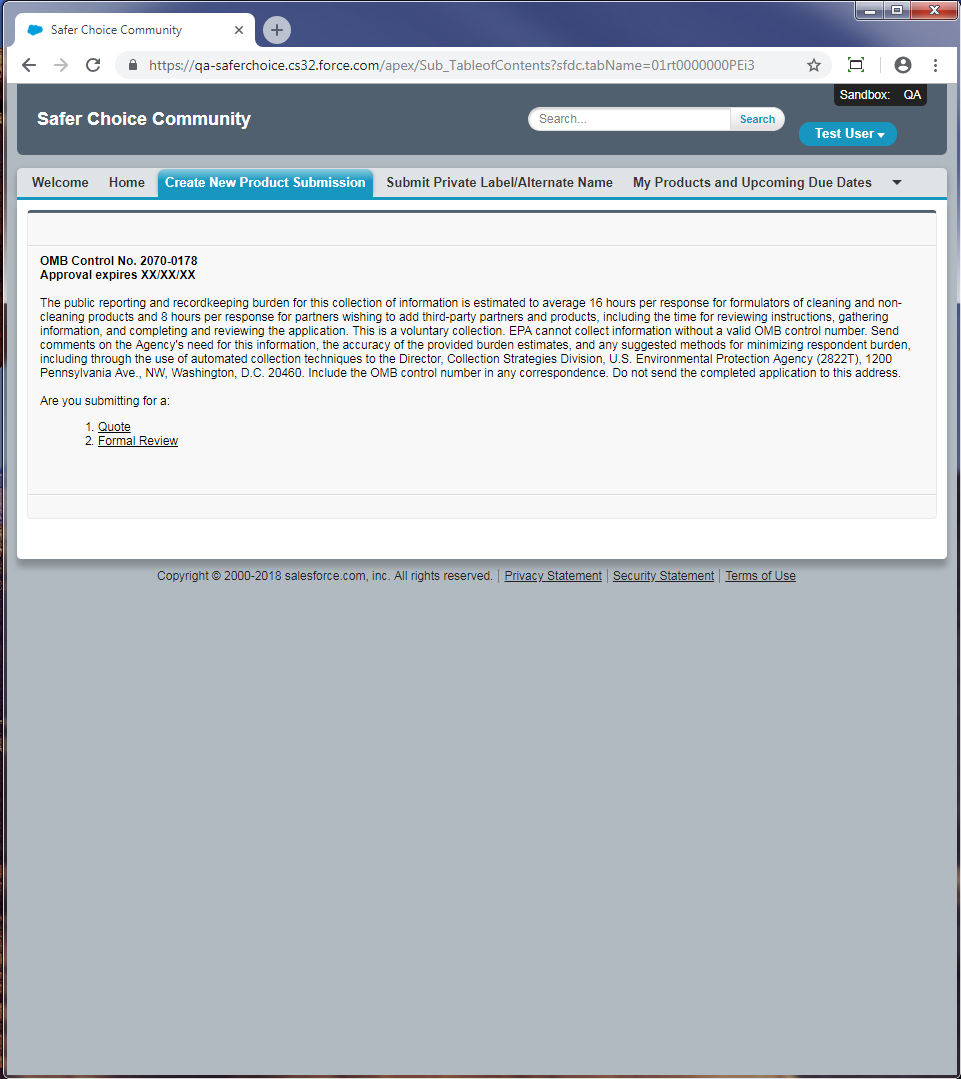 Safer Choice Community
https://qa-saferchoice.cs32.force.com/apex/Sub_TableofContents?sfdc.tabName=01rt0000000PEi3
Sandbox: QA
Safer Choice Community
Search...
Search
Test User
Welcome Home Create New Product Submission Submit Private Label/Alternate Name My Products and Upcoming Due Dates
OMB Control No. 2070-0178
Approval expires XX/XX/XX
The public reporting and recordkeeping burden for this collection of information is estimated to average 16 hours per response for formulators of cleaning and non-
cleaning products and 8 hours per response for partners wishing to add third-party partners and products, including the time for reviewing instructions, gathering
information, and completing and reviewing the application. This is a voluntary collection. EPA cannot collect information without a valid OMB control number. Send
comments on the Agency's need for this information, the accuracy of the provided burden estimates, and any suggested methods for minimizing respondent burden,
including through the use of automated collection techniques to the Director, Collection Strategies Division, U.S. Environmental Protection Agency (2822T), 1200
Pennsylvania Ave., NW, Washington, D.C. 20460. Include the OMB control number in any correspondence. Do not send the completed application to this address.
Are you submitting for a:
1. Quote
2. Formal Review
Copyright © 2000-2018 salesforce.com, inc. All rights reserved. | Privacy Statement | Security Statement | Terms of Use